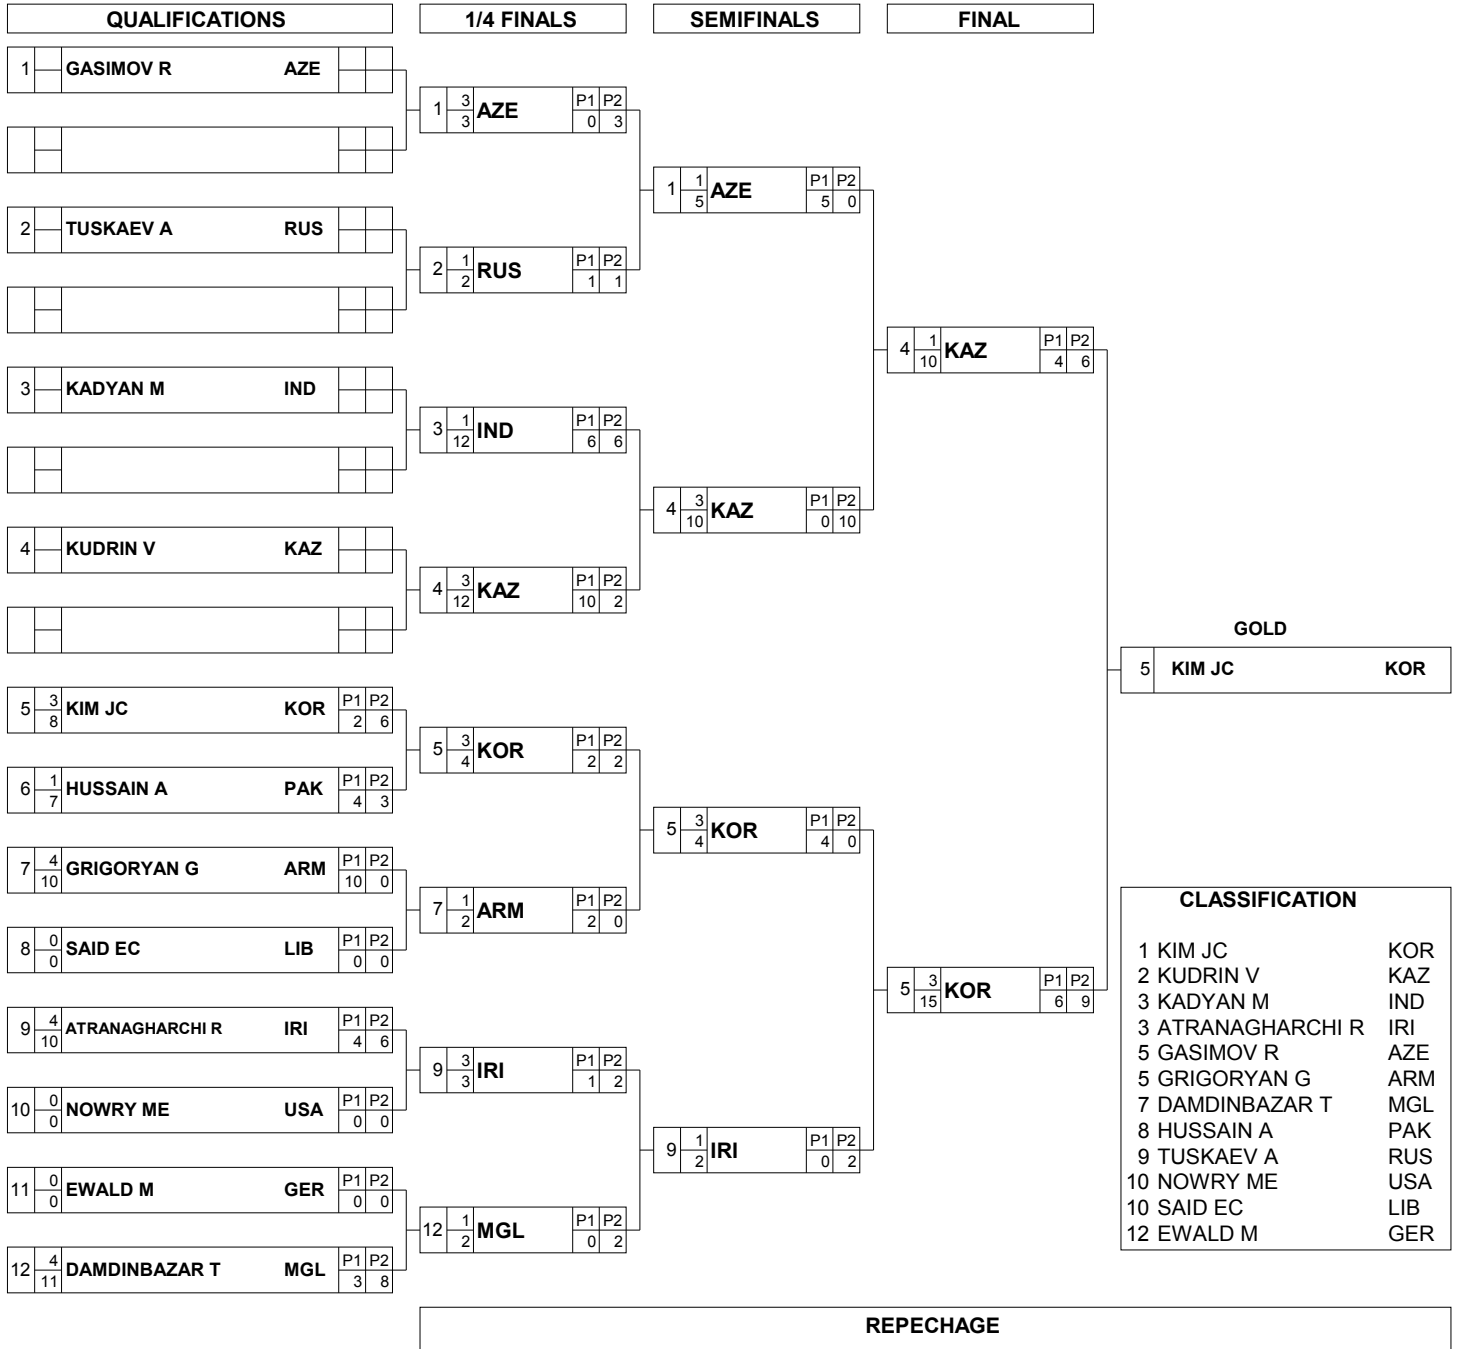 QUALIFICATIONS 1/4 FINALS SEMIFINALS FINAL
1 GASIMOV R AZE
1 3 3 AZE P1 P2 0 3
1 1 5 AZE P1 P2 5 0
2 TUSKAEV A RUS
2 1 2 RUS P1 P2 1 1
4 1 10 KAZ P1 P2 4 6
3 KADYAN M IND
3 1 12 IND P1 P2 6 6
4 3 10 KAZ P1 P2 0 10
4 KUDRIN V KAZ
4 3 12 KAZ P1 P2 10 2
GOLD
5 KIM JC KOR
5 3 8 KIM JC KOR P1 P2 2 6
5 3 4 KOR P1 P2 2 2
6 1 7 HUSSAIN A PAK P1 P2 4 3
5 3 4 KOR P1 P2 4 0
7 4 10 GRIGORYAN G ARM P1 P2 10 0
7 1 2 ARM P1 P2 2 0
8 0 0 SAID EC LIB P1 P2 0 0
5 3 15 KOR P1 P2 6 9
9 4 10 ATRANAGHARCHI R IRI P1 P2 4 6
9 3 3 IRI P1 P2 1 2
10 0 0 NOWRY ME USA P1 P2 0 0
9 1 2 IRI P1 P2 0 2
11 0 0 EWALD M GER P1 P2 0 0
12 1 2 MGL P1 P2 0 2
12 4 11 DAMDINBAZAR T MGL P1 P2 3 8
CLASSIFICATION
1 KIM JC KOR
2 KUDRIN V KAZ
3 KADYAN M IND
3 ATRANAGHARCHI R IRI
5 GASIMOV R AZE
5 GRIGORYAN G ARM
7 DAMDINBAZAR T MGL
8 HUSSAIN A PAK
9 TUSKAEV A RUS
10 NOWRY ME USA
10 SAID EC LIB
12 EWALD M GER
REPECHAGE